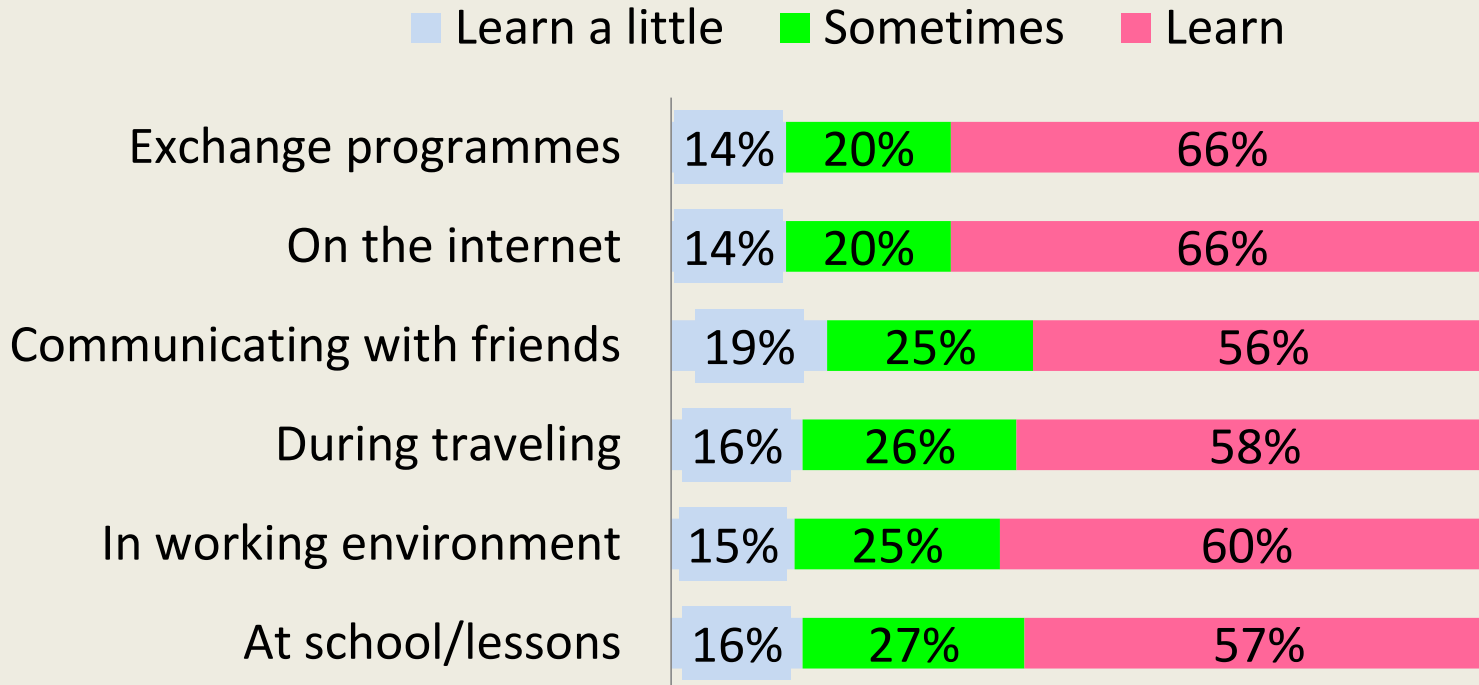 Learn a little Sometimes Learn
Exchange programmes 14% 20% 66%
On the internet 14% 20% 66%
Communicating with friends 19% 25% 56%
During traveling 16% 26% 58%
In working environment 15% 25% 60%
At school/lessons 16% 27% 57%